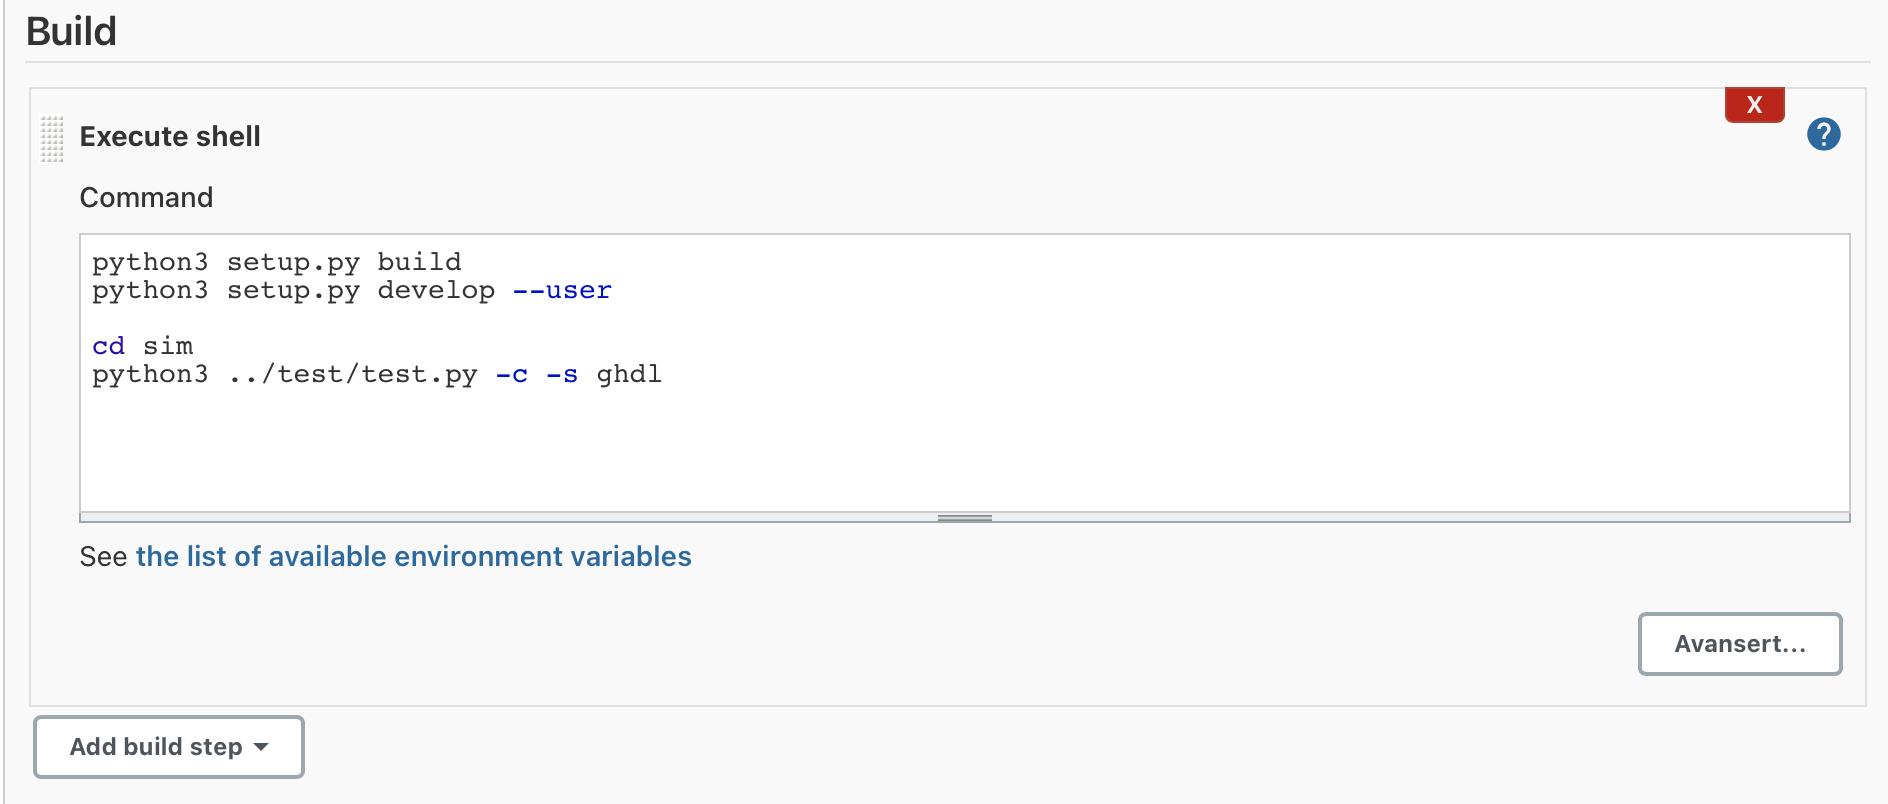 Build
X
Execute shell
?
Command
python3 setup.py build
python3 setup.py develop --user
cd sim
python3 ../test/test.py -c -s ghdl
See the list of available environment variables
Avansert...
Add build step